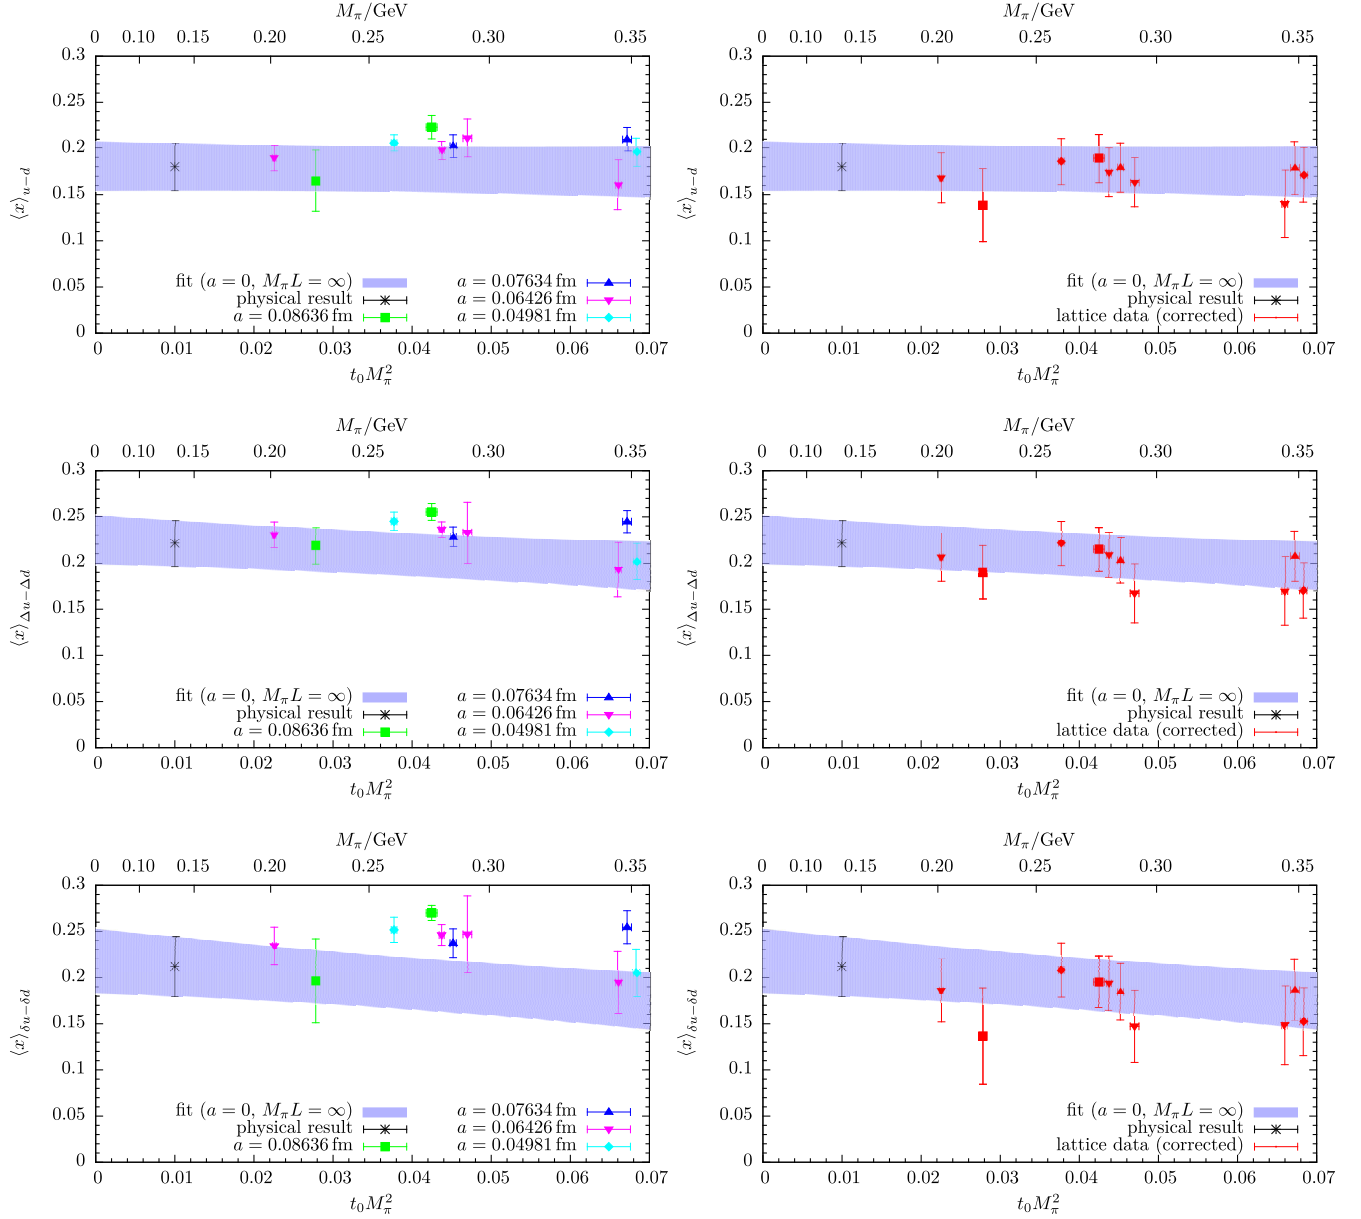 M_π/GeV
0 0.10 0.15 0.20 0.25 0.30 0.35
0.3
0.25
0.2
0.15
0.1
0.05
0
⟨x⟩_{u−d}
fit (a = 0, M_πL = ∞)
physical result
a = 0.08636 fm
a = 0.07634 fm
a = 0.06426 fm
a = 0.04981 fm
0 0.01 0.02 0.03 0.04 0.05 0.06 0.07
t_0M_π^2
M_π/GeV
0 0.10 0.15 0.20 0.25 0.30 0.35
0.3
0.25
0.2
0.15
0.1
0.05
0
⟨x⟩_{u−d}
fit (a = 0, M_πL = ∞)
physical result
lattice data (corrected)
0 0.01 0.02 0.03 0.04 0.05 0.06 0.07
t_0M_π^2
M_π/GeV
0 0.10 0.15 0.20 0.25 0.30 0.35
0.3
0.25
0.2
0.15
0.1
0.05
0
⟨x⟩_{Δu−Δd}
fit (a = 0, M_πL = ∞)
physical result
a = 0.08636 fm
a = 0.07634 fm
a = 0.06426 fm
a = 0.04981 fm
0 0.01 0.02 0.03 0.04 0.05 0.06 0.07
t_0M_π^2
M_π/GeV
0 0.10 0.15 0.20 0.25 0.30 0.35
0.3
0.25
0.2
0.15
0.1
0.05
0
⟨x⟩_{Δu−Δd}
fit (a = 0, M_πL = ∞)
physical result
lattice data (corrected)
0 0.01 0.02 0.03 0.04 0.05 0.06 0.07
t_0M_π^2
M_π/GeV
0 0.10 0.15 0.20 0.25 0.30 0.35
0.3
0.25
0.2
0.15
0.1
0.05
0
⟨x⟩_{δu−δd}
fit (a = 0, M_πL = ∞)
physical result
a = 0.08636 fm
a = 0.07634 fm
a = 0.06426 fm
a = 0.04981 fm
0 0.01 0.02 0.03 0.04 0.05 0.06 0.07
t_0M_π^2
M_π/GeV
0 0.10 0.15 0.20 0.25 0.30 0.35
0.3
0.25
0.2
0.15
0.1
0.05
0
⟨x⟩_{δu−δd}
fit (a = 0, M_πL = ∞)
physical result
lattice data (corrected)
0 0.01 0.02 0.03 0.04 0.05 0.06 0.07
t_0M_π^2